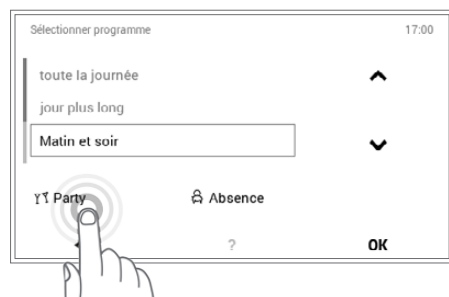 Sélectionner programme 17:00
toute la journée
jour plus long
Matin et soir
Party Absence
? OK